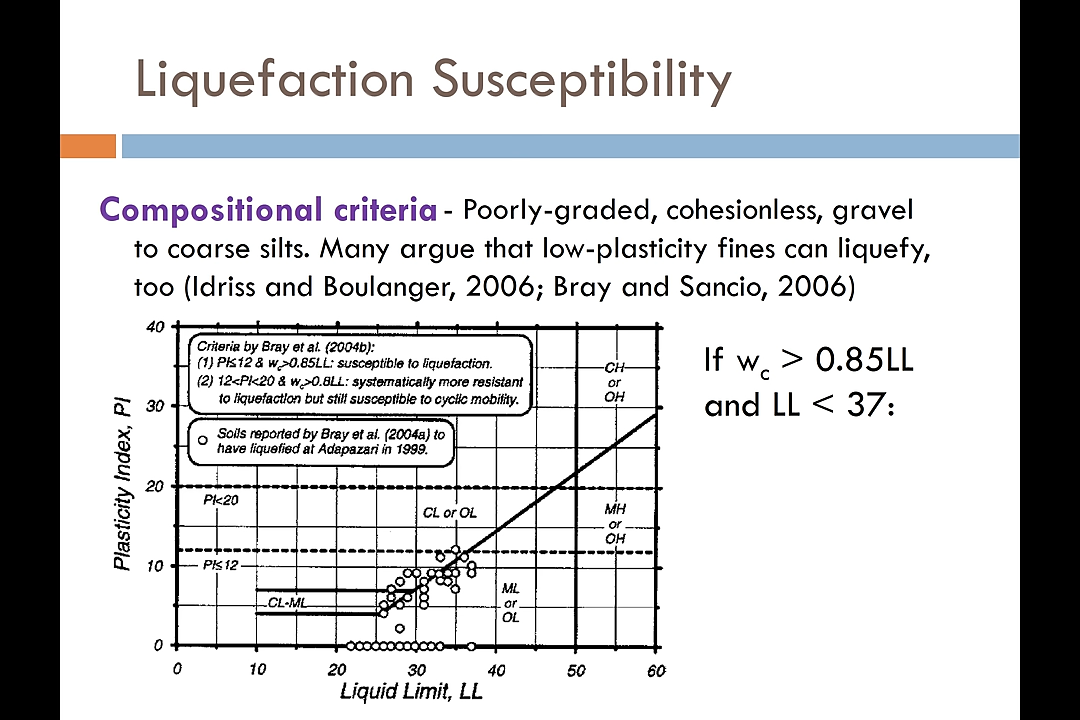 Liquefaction Susceptibility
Compositional criteria - Poorly-graded, cohesionless, gravel
to coarse silts. Many argue that low-plasticity fines can liquefy,
too (Idriss and Boulanger, 2006; Bray and Sancio, 2006)
If wc > 0.85LL
and LL < 37:
Criteria by Bray et al. (2004b):
(1) PI≤12 & wc>0.85LL: susceptible to liquefaction.
(2) 12<PI<20 & wc>0.8LL: systematically more resistant
to liquefaction but still susceptible to cyclic mobility.
Soils reported by Bray et al. (2004a) to
have liquefied at Adapazari in 1999.
CH
or
OH
PI<20
CL or OL
MH
or
OH
PI≤12
CL-ML
ML
or
OL
Plasticity Index, PI
40
30
20
10
0
0 10 20 30 40 50 60
Liquid Limit, LL